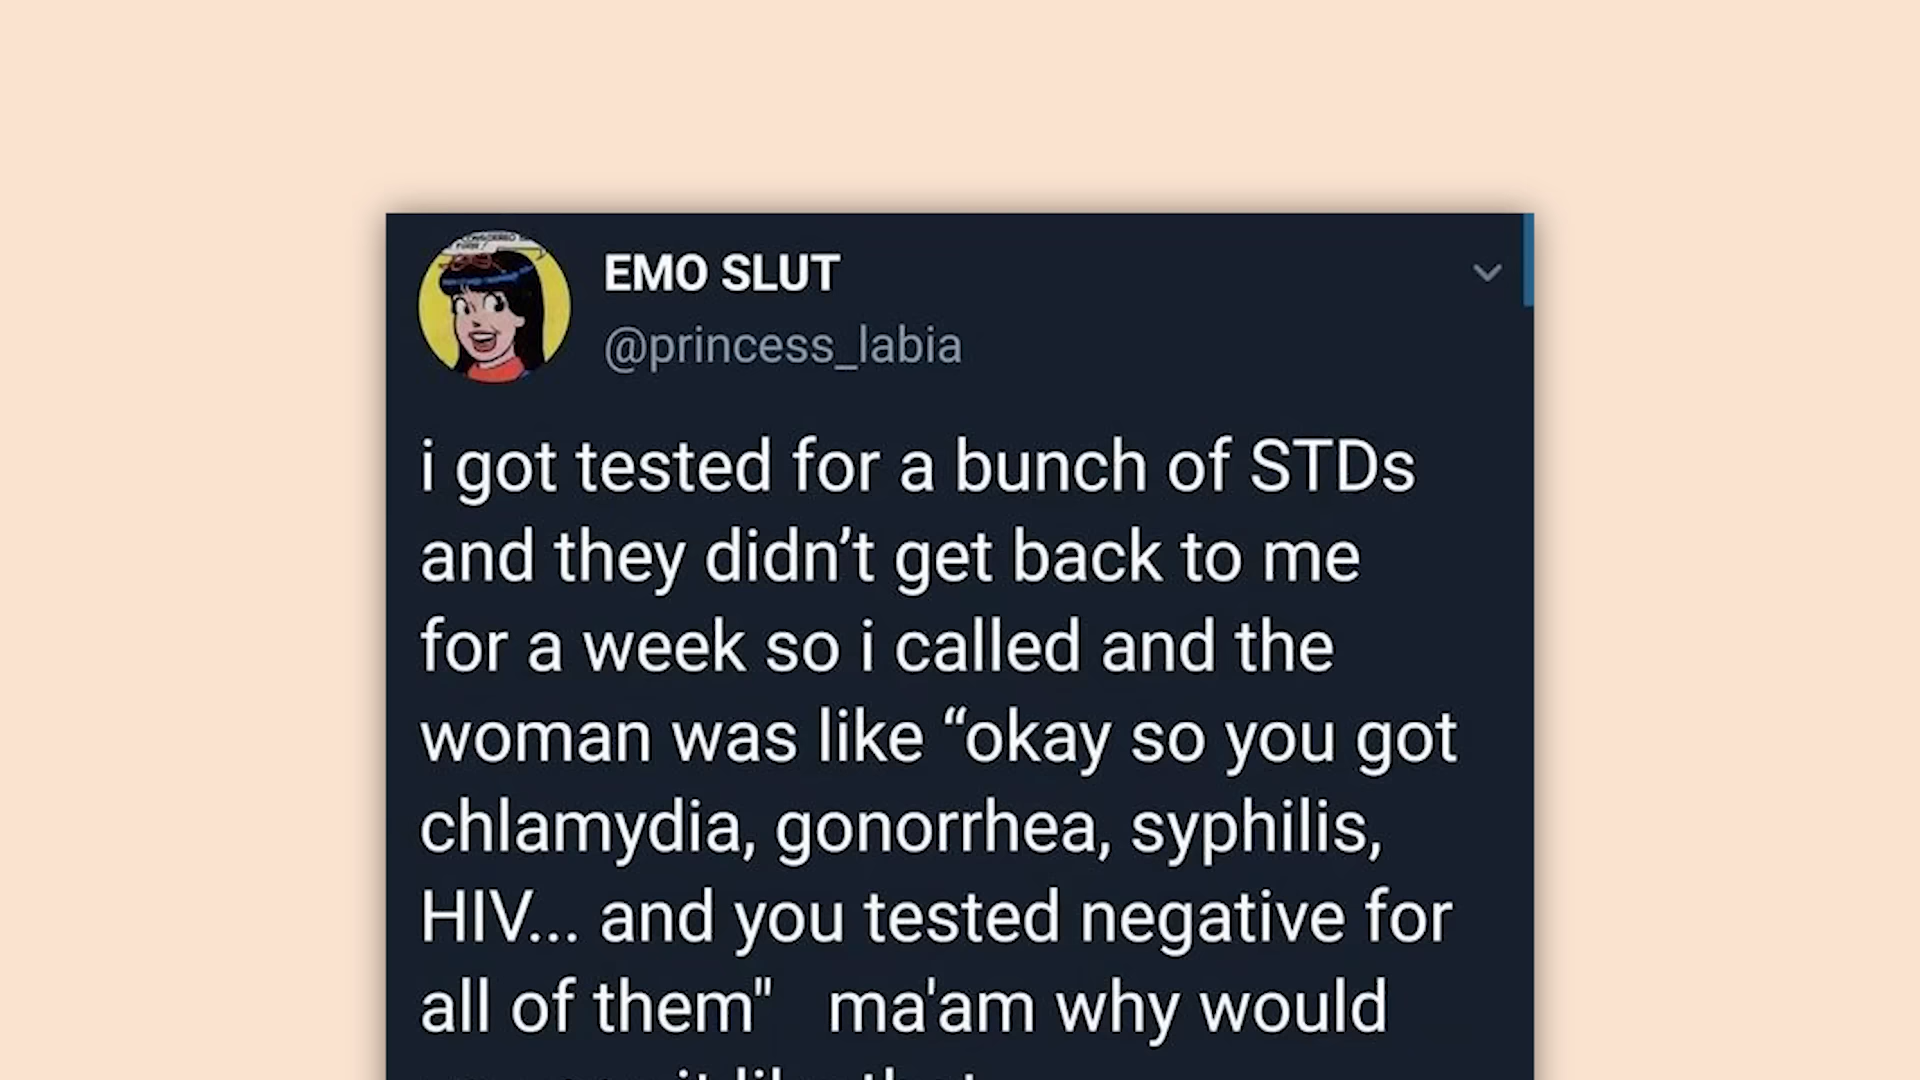 EMO SLUT
@princess_labia
i got tested for a bunch of STDs
and they didn’t get back to me
for a week so i called and the
woman was like “okay so you got
chlamydia, gonorrhea, syphilis,
HIV... and you tested negative for
all of them" ma'am why would